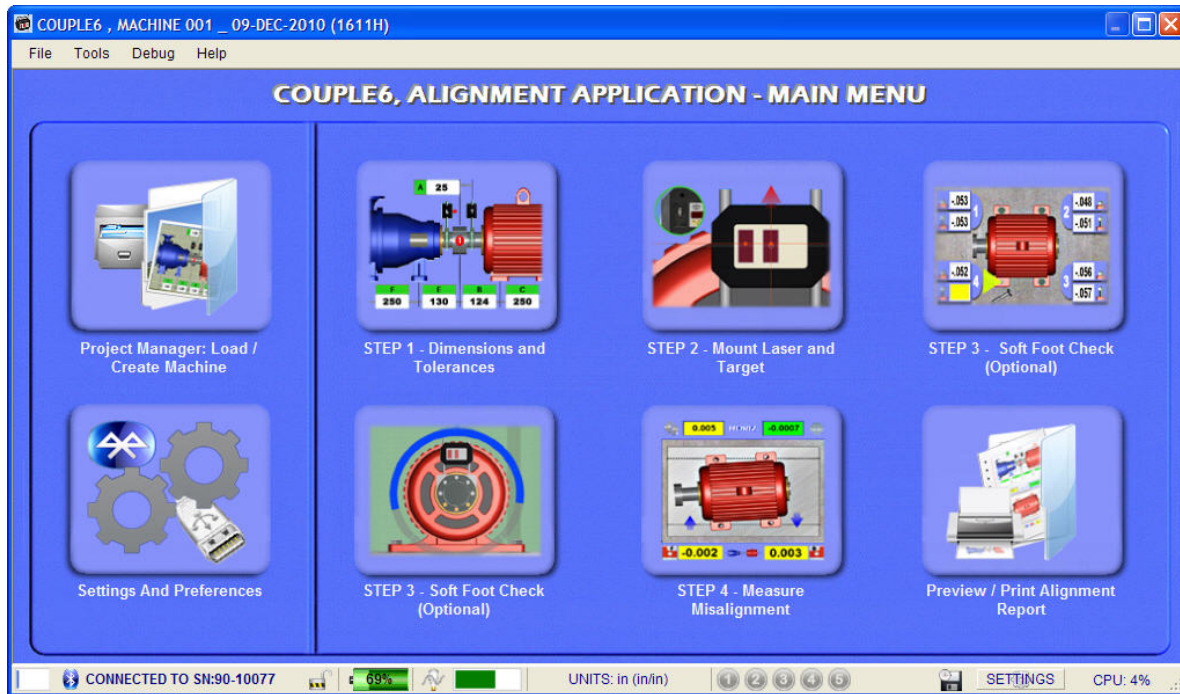 COUPLE6 , MACHINE 001 _ 09-DEC-2010 (1611H)
File Tools Debug Help
COUPLE6, ALIGNMENT APPLICATION - MAIN MENU
A 25
F E B C
250 130 124 250
-.053
-.053
1
-.048
-.051
2
-.052
4
-.056
-.057
3
Project Manager: Load /
Create Machine
STEP 1 - Dimensions and
Tolerances
STEP 2 - Mount Laser and
Target
STEP 3 - Soft Foot Check
(Optional)
0.005 HORIZ -0.0007
-0.002 0.003
Settings And Preferences
STEP 3 - Soft Foot Check
(Optional)
STEP 4 - Measure
Misalignment
Preview / Print Alignment
Report
CONNECTED TO SN:90-10077 69% UNITS: in (in/in) 1 2 3 4 5 SETTINGS CPU: 4%